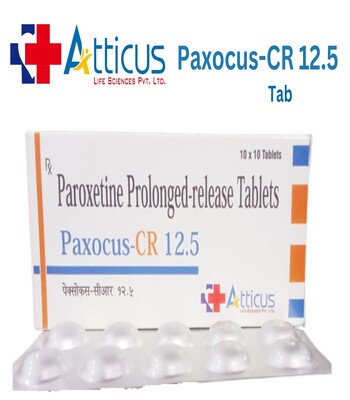 Atticus
LIFE SCIENCES PVT. LTD.
Paxocus-CR 12.5
Tab
Rx
10 x 10 Tablets
Paroxetine Prolonged-release Tablets
Paxocus-CR 12.5
पेक्सोकस-सीआर १२.५
Atticus
Life Sciences Pvt. Ltd.